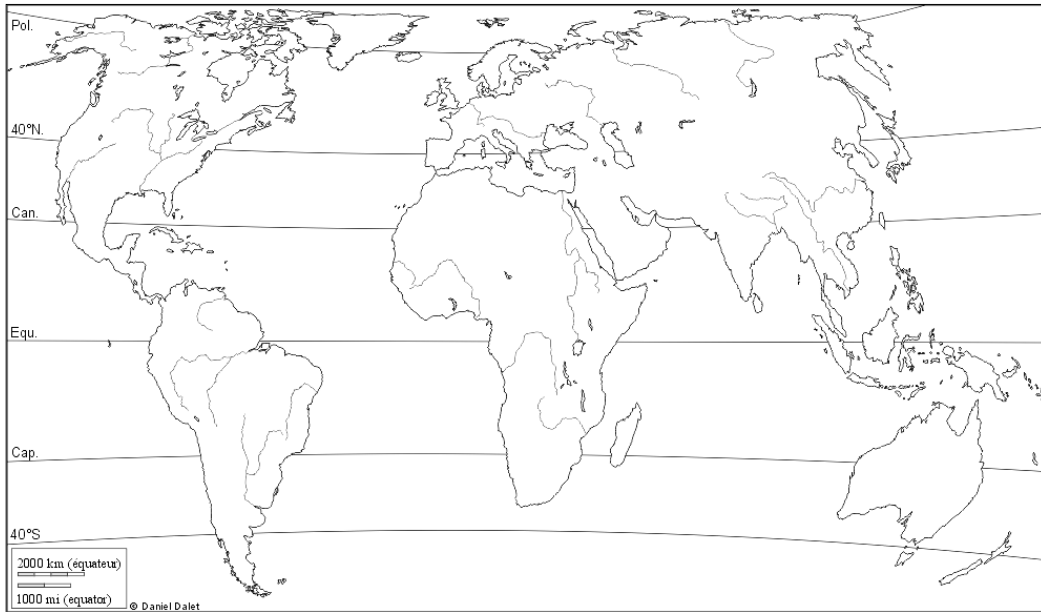 Pol.
40°N.
Can.
Equ.
Cap.
40°S
2000 km (équateur)
1000 mi (equator)
© Daniel Dalet